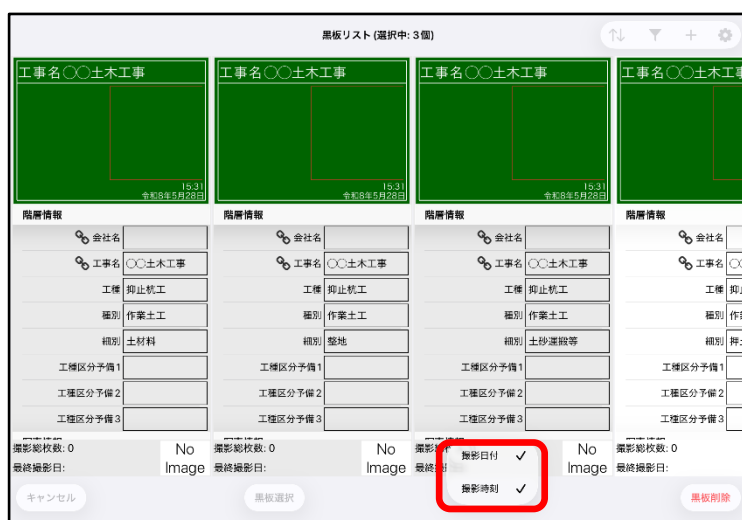 黒板リスト (選択中: 3個)
工事名○○土木工事
15:31
令和8年5月28日
階層情報
会社名
工事名 ○○土木工事
工種 抑止杭工
種別 作業土工
細別 土材料
工種区分予備1
工種区分予備2
工種区分予備3
撮影総枚数: 0
最終撮影日:
No
Image
工事名○○土木工事
15:31
令和8年5月28日
階層情報
会社名
工事名 ○○土木工事
工種 抑止杭工
種別 作業土工
細別 整地
工種区分予備1
工種区分予備2
工種区分予備3
撮影総枚数: 0
最終撮影日:
No
Image
工事名○○土木工事
15:31
令和8年5月28日
階層情報
会社名
工事名 ○○土木工事
工種 抑止杭工
種別 作業土工
細別 土砂運搬等
工種区分予備1
工種区分予備2
工種区分予備3
No
Image
撮影日付 ✓
撮影時刻 ✓
工事名○○土木工
階層情報
会社名
工事名
工種 抑
種別
細別 押
工種区分予備1
工種区分予備2
工種区分予備3
撮影総枚数: 0
最終撮影日:
キャンセル
黒板選択
黒板削除